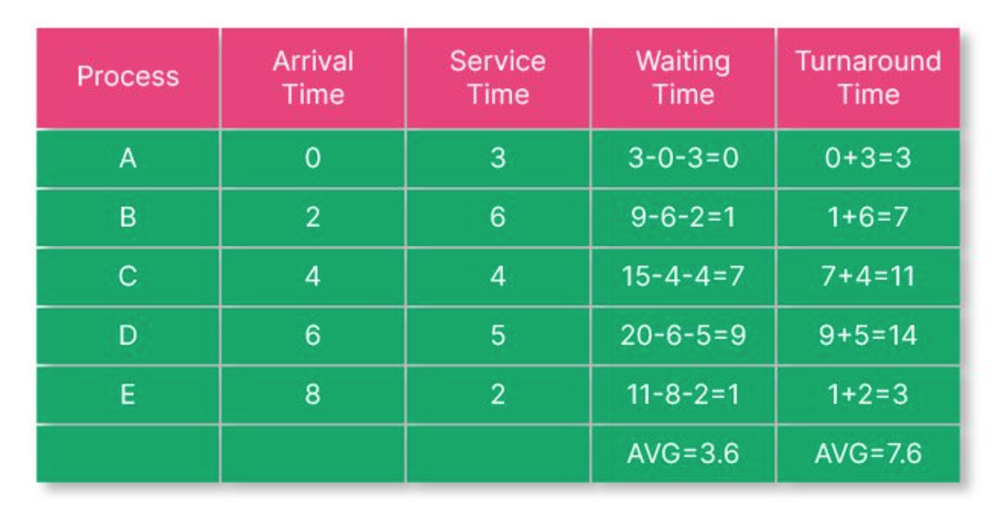 Process Arrival Time Service Time Waiting Time Turnaround Time
A 0 3 3-0-3=0 0+3=3
B 2 6 9-6-2=1 1+6=7
C 4 4 15-4-4=7 7+4=11
D 6 5 20-6-5=9 9+5=14
E 8 2 11-8-2=1 1+2=3
AVG=3.6 AVG=7.6